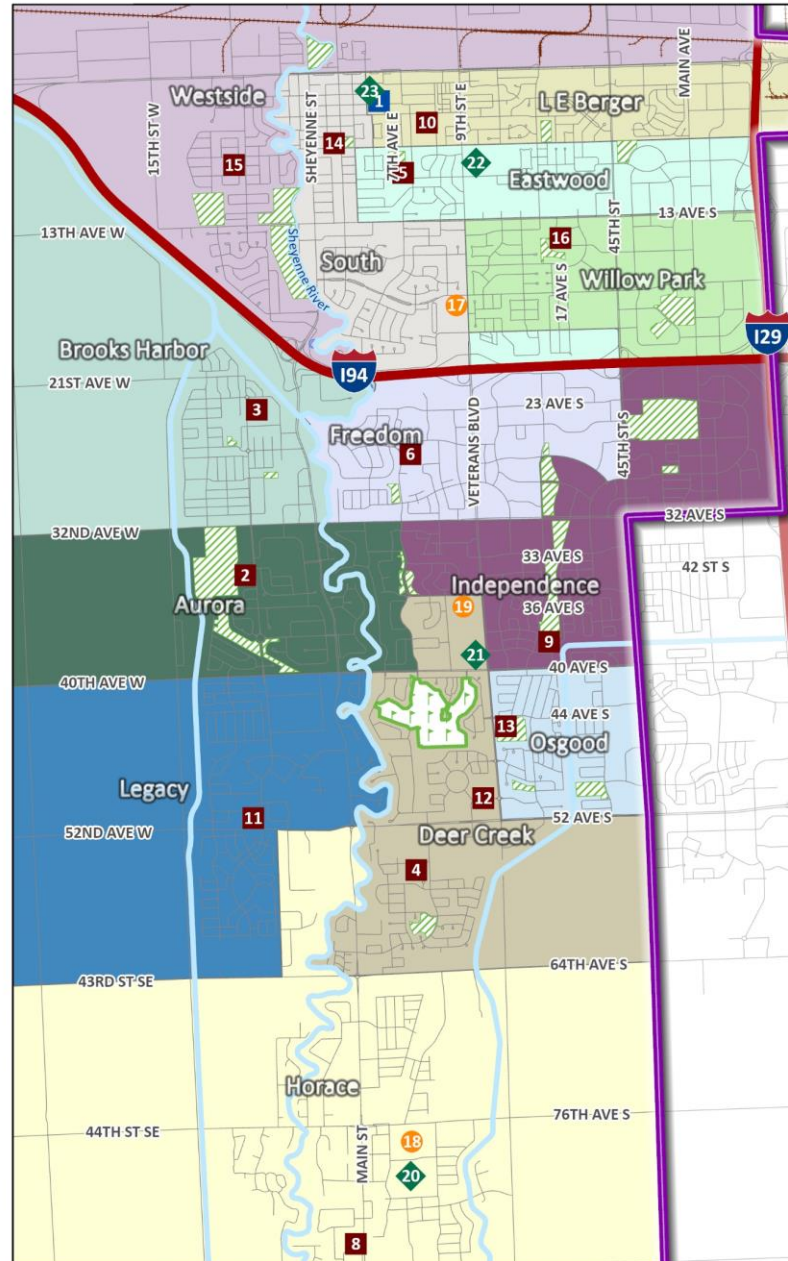 MAIN AVE
23
1
Westside
L E Berger
7TH AVE E
9TH ST E
10
15TH ST W
SHEYENNE ST
14
15
22
5
Eastwood
45TH ST
13 AVE S
13TH AVE W
Sheyenne River
16
South
17 AVE S
Willow Park
17
I29
Brooks Harbor
I94
21ST AVE W
23 AVE S
3
VETERANS BLVD
45TH ST S
Freedom
6
32 AVE S
32ND AVE W
33 AVE S
42 ST S
2
Independence
Aurora
19
36 AVE S
9
21
40 AVE S
40TH AVE W
44 AVE S
13
Osgood
Legacy
12
11
52 AVE S
52ND AVE W
Deer Creek
4
64TH AVE S
43RD ST SE
Horace
76TH AVE S
44TH ST SE
MAIN ST
18
20
8